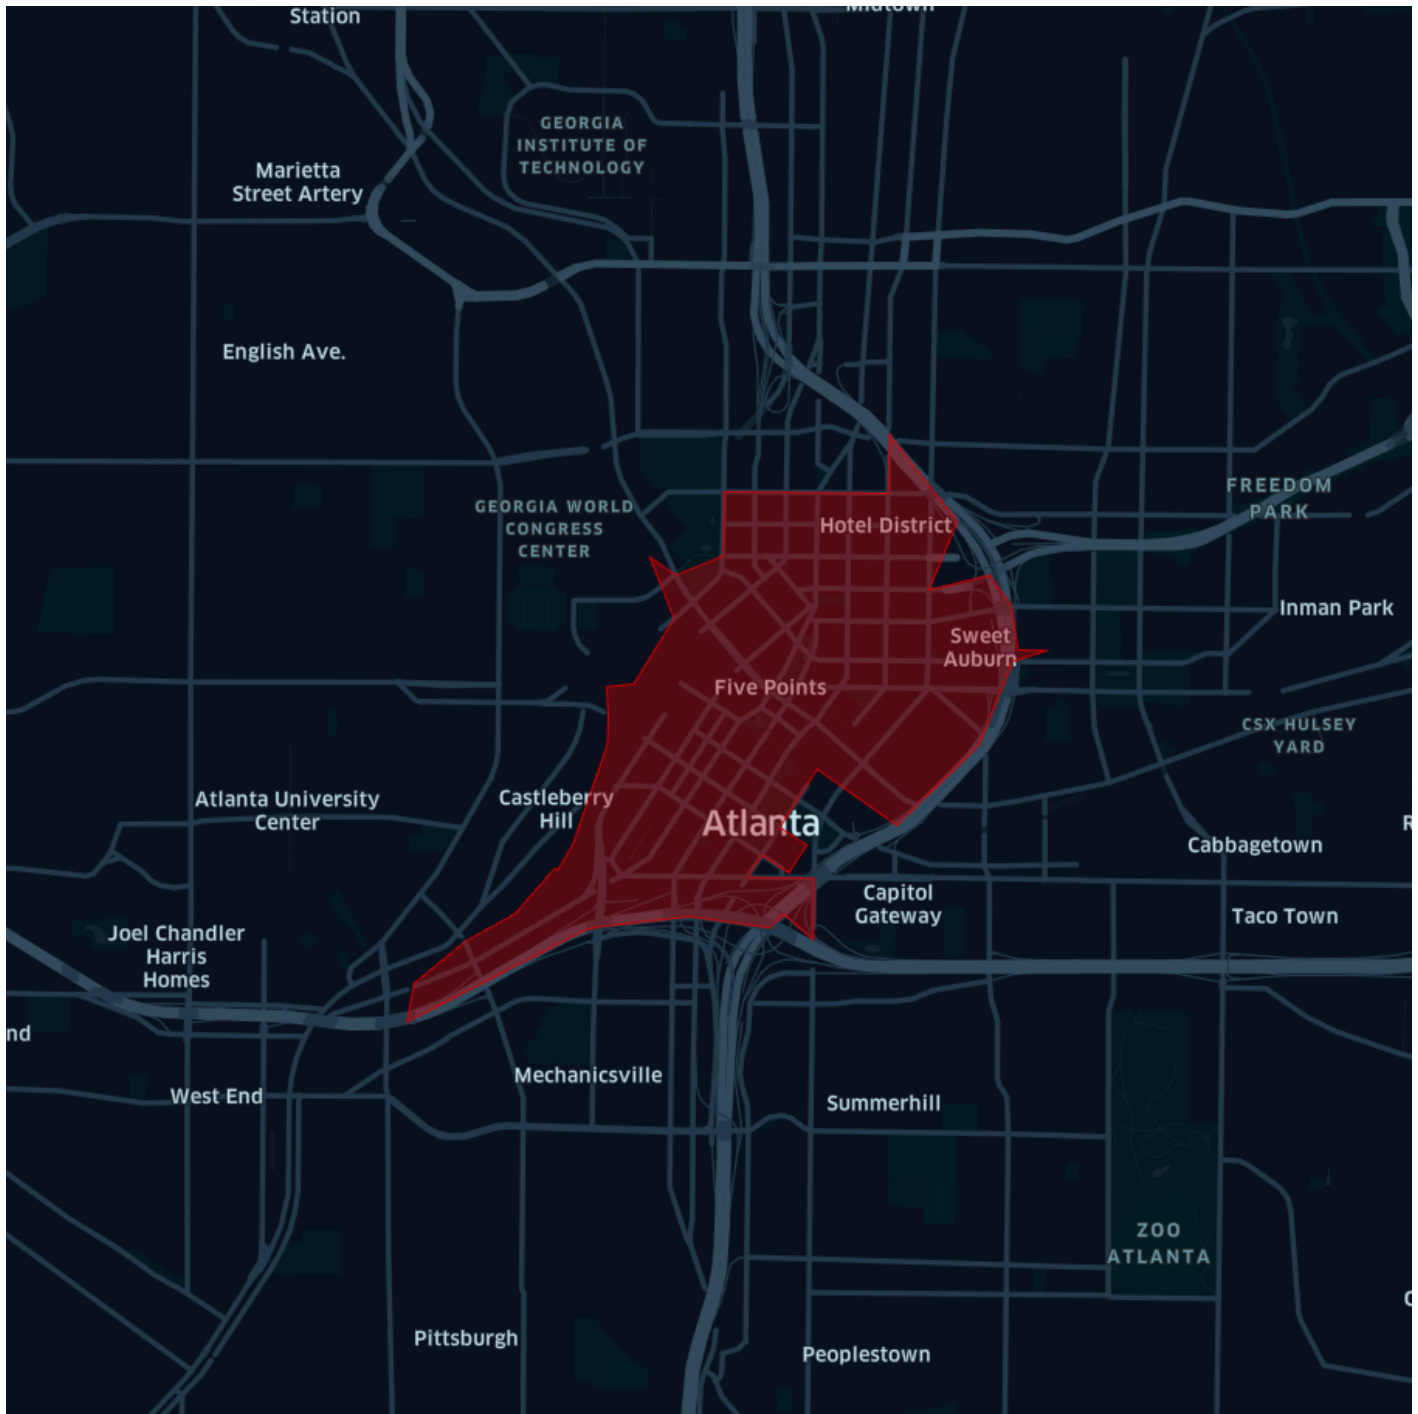 Station
Midtown
GEORGIA
INSTITUTE OF
TECHNOLOGY
Marietta
Street Artery
English Ave.
GEORGIA WORLD
CONGRESS
CENTER
Hotel District
FREEDOM
PARK
Inman Park
Sweet
Auburn
Five Points
CSX HULSEY
YARD
Atlanta University
Center
Castleberry
Hill
Atlanta
Cabbagetown
Capitol
Gateway
Taco Town
Joel Chandler
Harris
Homes
nd
West End
Mechanicsville
Summerhill
ZOO
ATLANTA
Pittsburgh
Peoplestown